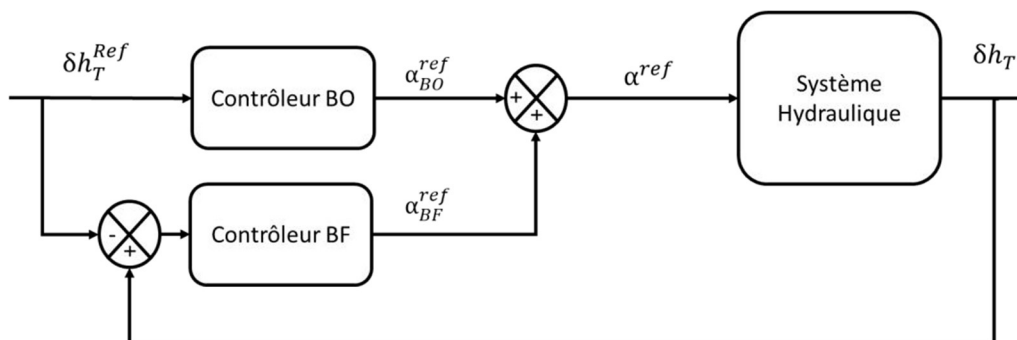 δh_T^Ref
Contrôleur BO
α_BO^ref
+
+
α^ref
Système
Hydraulique
δh_T
-
+
Contrôleur BF
α_BF^ref